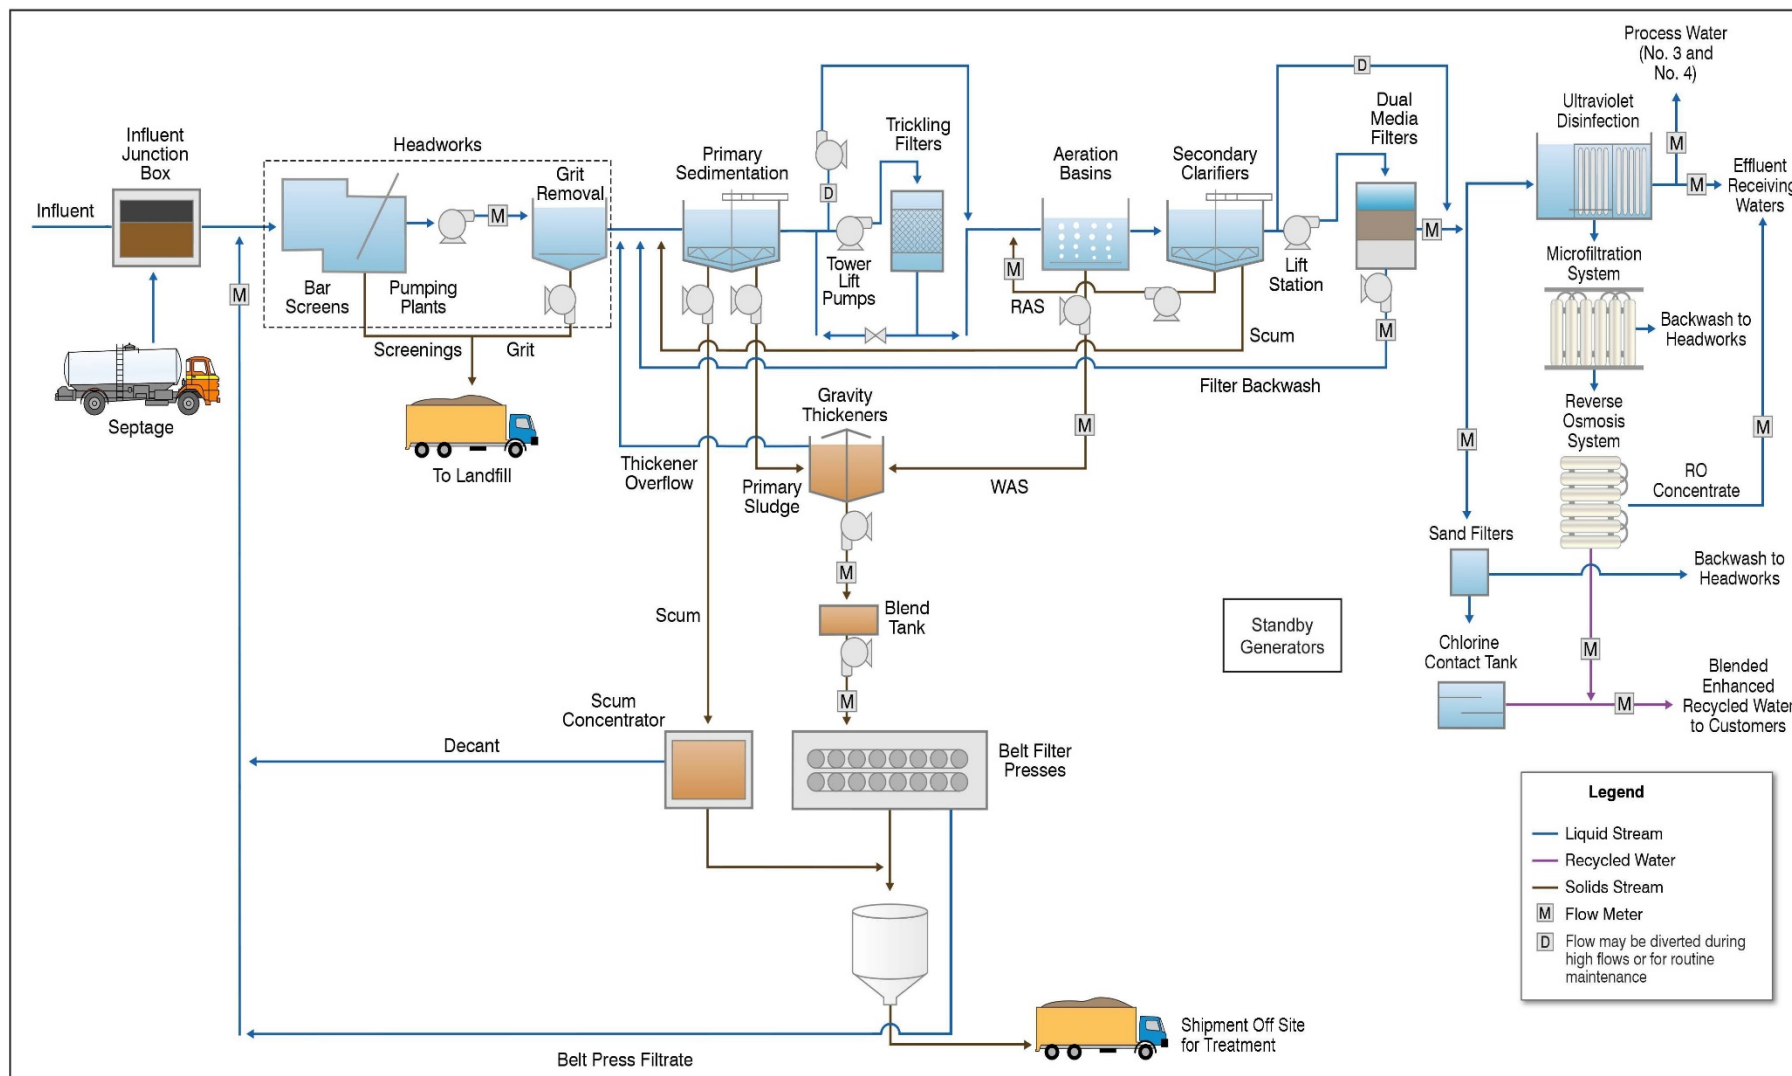 Influent
Junction
Box
Influent
Septage
M
Headworks
Grit
Removal
M
Bar
Screens
Pumping
Plants
Screenings
Grit
To Landfill
Primary
Sedimentation
D
Trickling
Filters
Tower
Lift
Pumps
Aeration
Basins
Secondary
Clarifiers
M
RAS
Lift
Station
Scum
D
Dual
Media
Filters
M
M
Filter Backwash
Gravity
Thickeners
Thickener
Overflow
Primary
Sludge
M
WAS
M
Blend
Tank
M
Scum
Scum
Concentrator
Decant
Belt Filter
Presses
Belt Press Filtrate
Shipment Off Site
for Treatment
Standby
Generators
Process Water
(No. 3 and
No. 4)
Ultraviolet
Disinfection
M
M
Effluent
Receiving
Waters
Microfiltration
System
Backwash to
Headworks
Reverse
Osmosis
System
M
RO
Concentrate
M
Sand Filters
Backwash to
Headworks
Chlorine
Contact Tank
M
M
Blended
Enhanced
Recycled Water
to Customers
Legend
Liquid Stream
Recycled Water
Solids Stream
M Flow Meter
D Flow may be diverted during
high flows or for routine
maintenance